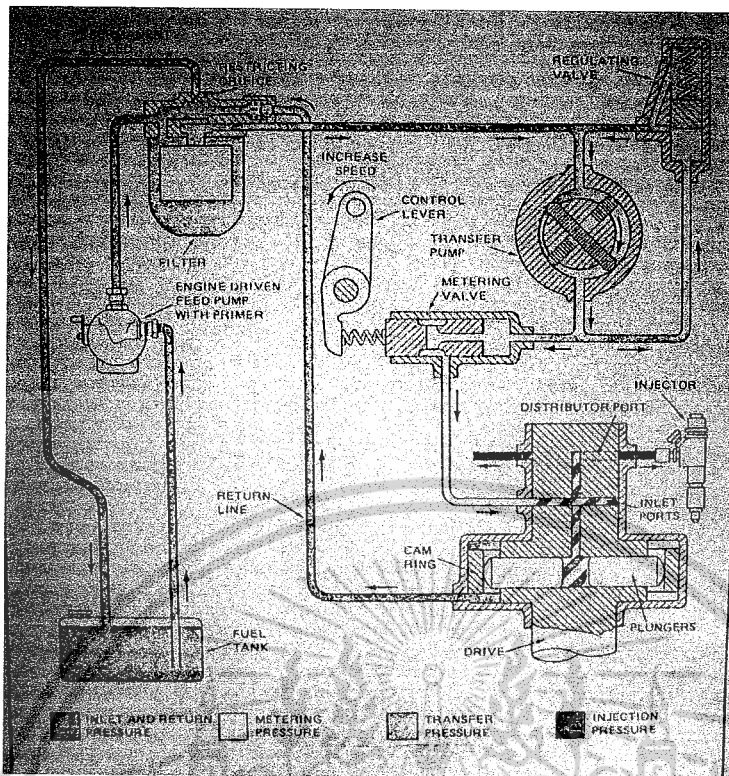 RESTRICTING
ORIFICE
REGULATING
VALVE
INCREASE
SPEED
CONTROL
LEVER
TRANSFER
PUMP
FILTER
METERING
VALVE
ENGINE DRIVEN
FEED PUMP
WITH PRIMER
INJECTOR
DISTRIBUTOR PORT
RETURN
LINE
INLET
PORTS
CAM
RING
PLUNGERS
FUEL
TANK
DRIVE
INLET AND RETURN
PRESSURE
METERING
PRESSURE
TRANSFER
PRESSURE
INJECTION
PRESSURE